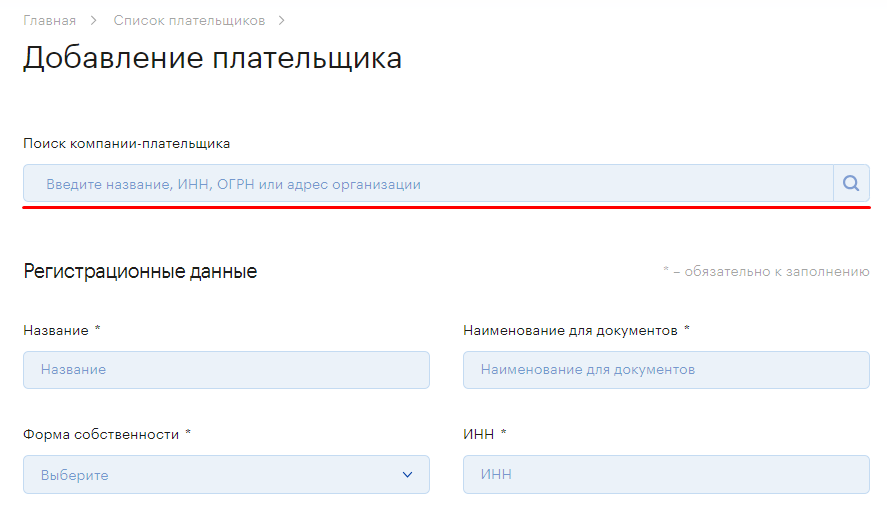 Главная > Список плательщиков >
Добавление плательщика
Поиск компании-плательщика
Введите название, ИНН, ОГРН или адрес организации
Регистрационные данные * – обязательно к заполнению
Название * Наименование для документов *
Название Наименование для документов
Форма собственности * ИНН *
Выберите ИНН